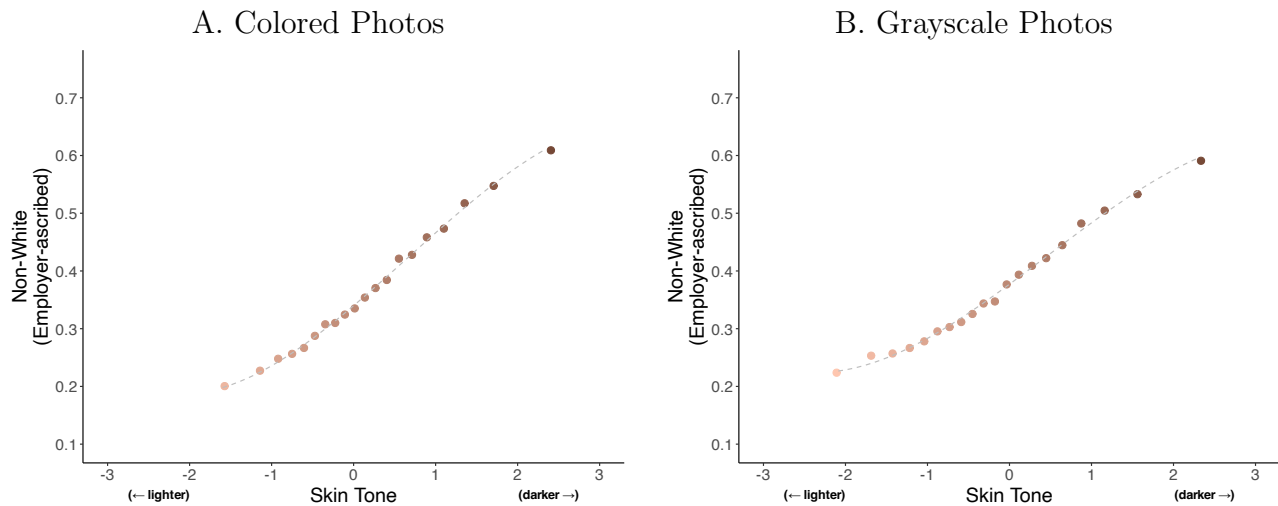 A. Colored Photos
Non-White
(Employer-ascribed)
0.7
0.6
0.5
0.4
0.3
0.2
0.1
-3 -2 -1 0 1 2 3
(← lighter) Skin Tone (darker →)
B. Grayscale Photos
Non-White
(Employer-ascribed)
0.7
0.6
0.5
0.4
0.3
0.2
0.1
-3 -2 -1 0 1 2 3
(← lighter) Skin Tone (darker →)